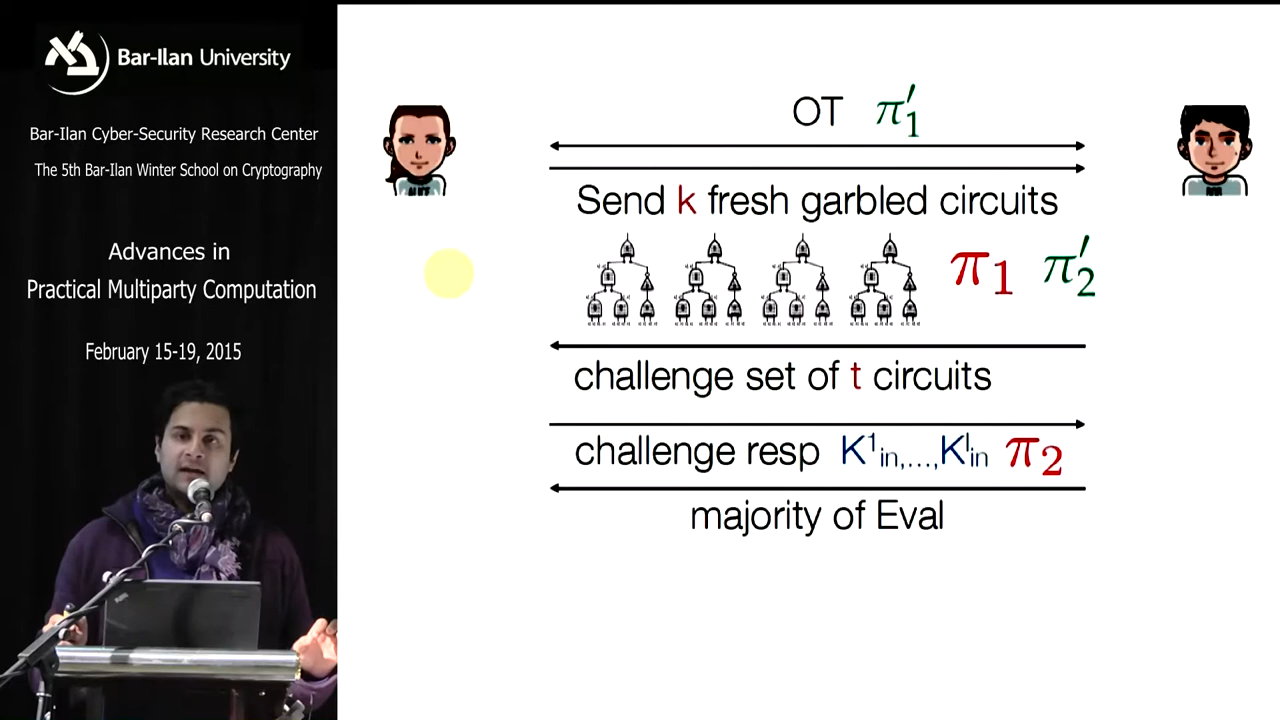 Bar-Ilan University
Bar-Ilan Cyber-Security Research Center
The 5th Bar-Ilan Winter School on Cryptography
Advances in
Practical Multiparty Computation
February 15-19, 2015
OT π′₁
Send k fresh garbled circuits
π₁ π′₂
challenge set of t circuits
challenge resp K¹in,...,Kˡin π₂
majority of Eval